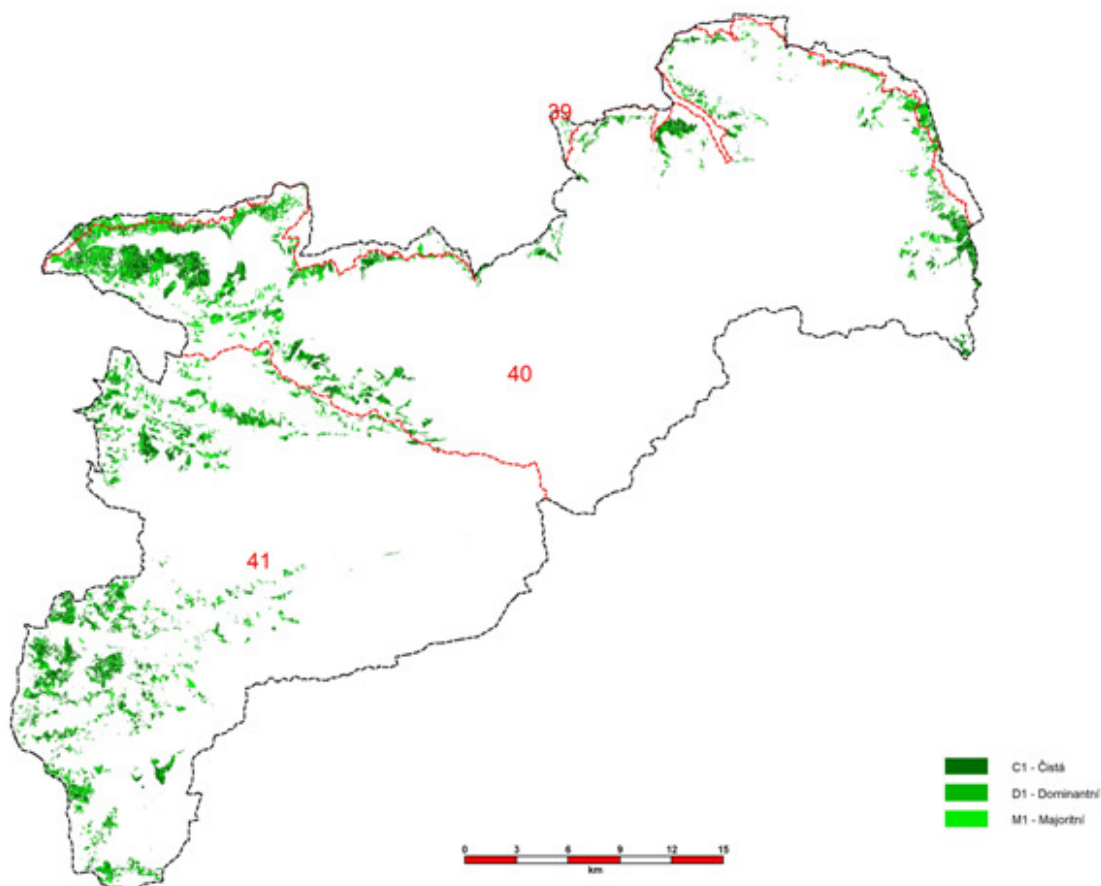 39
40
41
C1 - Čistá
D1 - Dominantní
M1 - Majoritní
0 3 6 9 12 15
km